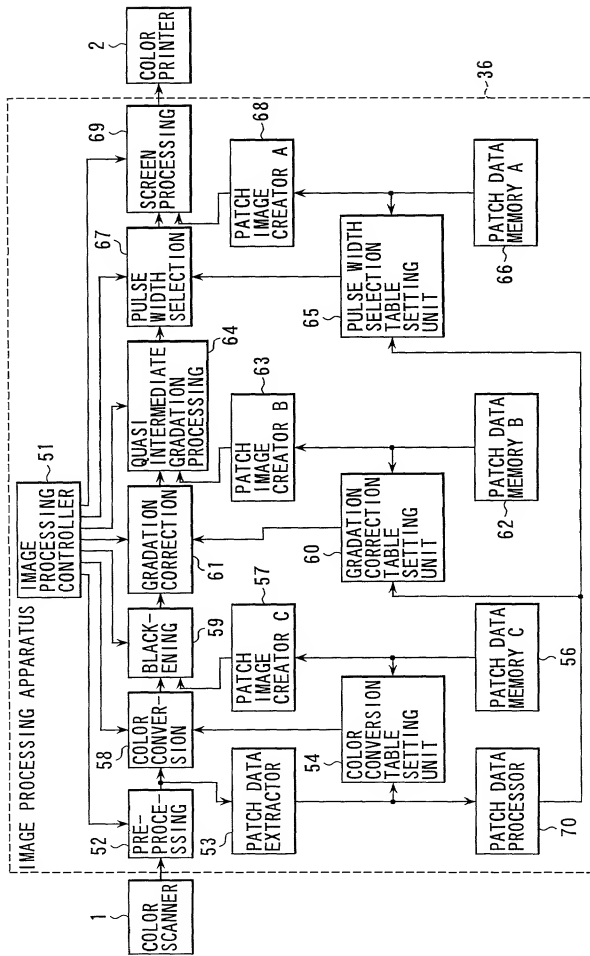 IMAGE PROCESSING APPARATUS
36
51
IMAGE
PROCESSING
CONTROLLER
1
COLOR
SCANNER
52
PRE-
PROCE-
SSING
58
COLOR
CONVER-
SION
59
BLACK-
ENING
61
GRADATION
CORRECTION
64
QUASI
INTERMEDIATE
GRADATION
PROCESSING
67
PULSE
WIDTH
SELECTION
69
SCREEN
PROCESSING
2
COLOR
PRINTER
53
PATCH DATA
EXTRACTOR
57
PATCH
IMAGE
CREATOR C
63
PATCH
IMAGE
CREATOR B
68
PATCH
IMAGE
CREATOR A
54
COLOR
CONVERSION
TABLE
SETTING
UNIT
60
GRADATION
CORRECTION
TABLE
SETTING
UNIT
65
PULSE WIDTH
SELECTION
TABLE
SETTING
UNIT
70
PATCH DATA
PROCESSOR
56
PATCH DATA
MEMORY C
62
PATCH DATA
MEMORY B
66
PATCH DATA
MEMORY A